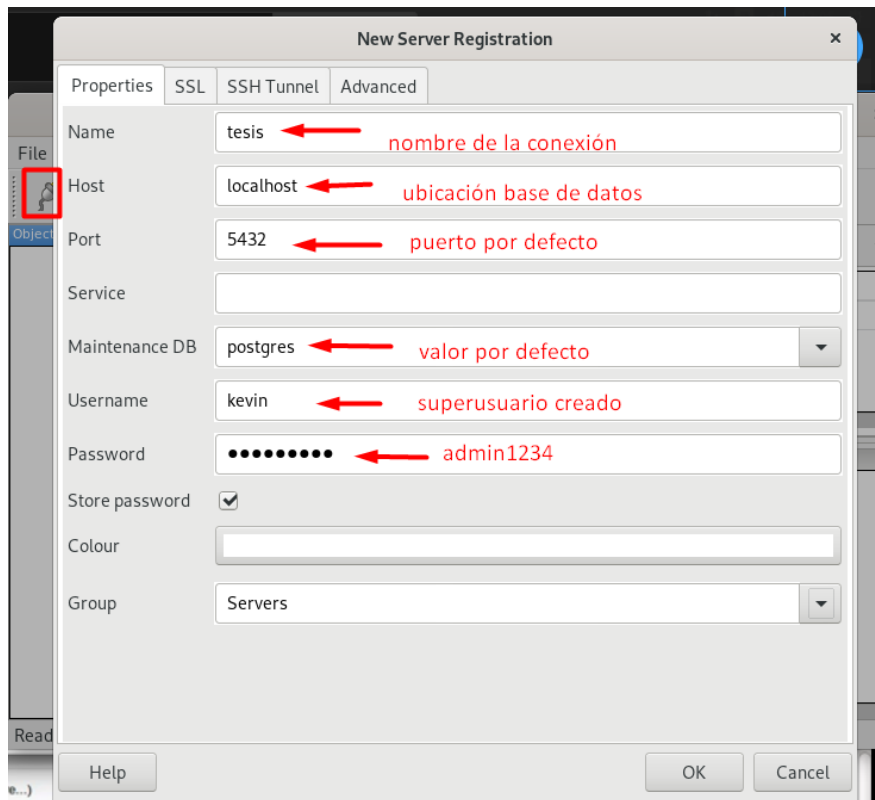 New Server Registration ×
Properties SSL SSH Tunnel Advanced
Name tesis nombre de la conexión
File
Host localhost ubicación base de datos
Object
Port 5432 puerto por defecto
Service
Maintenance DB postgres valor por defecto
Username kevin superusuario creado
Password ●●●●●●●●● admin1234
Store password
Colour
Group Servers
Read
Help OK Cancel
e...)